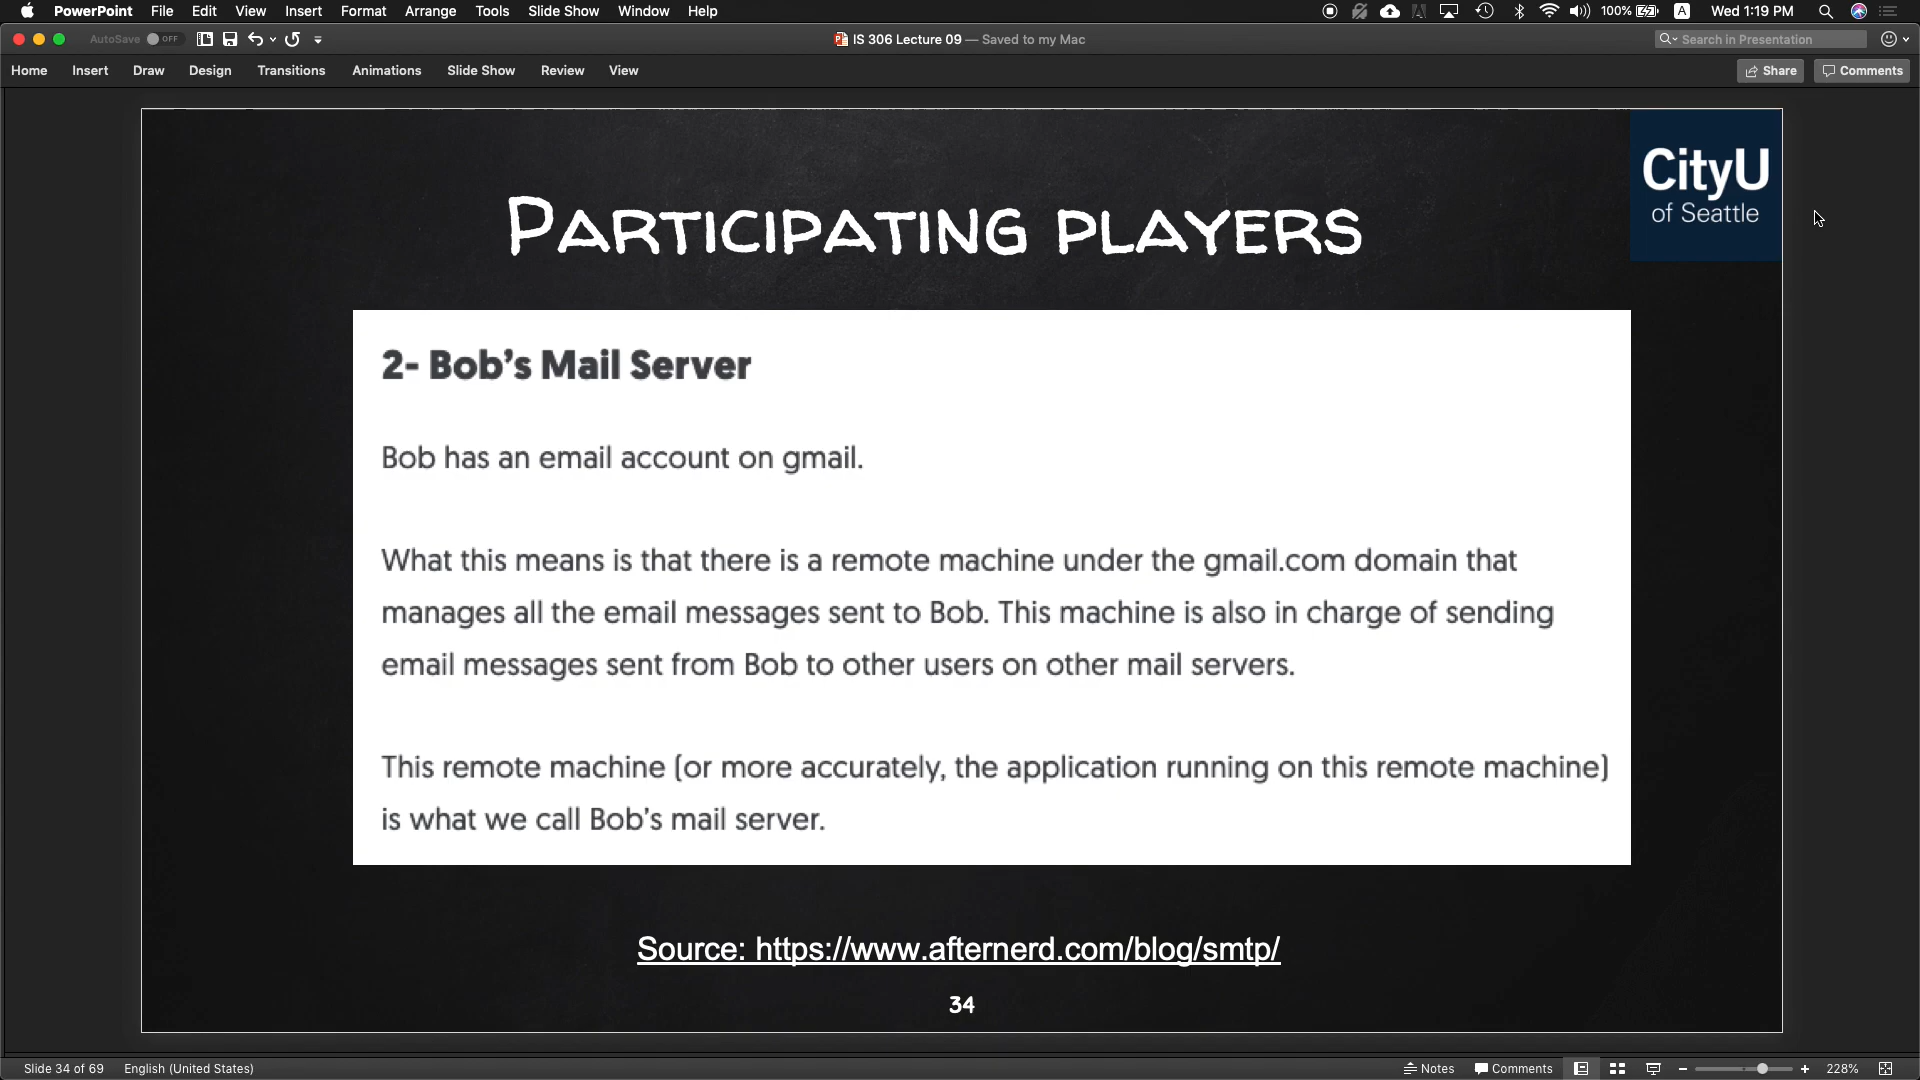 PowerPoint File Edit View Insert Format Arrange Tools Slide Show Window Help 100% A Wed 1:19 PM
AutoSave OFF IS 306 Lecture 09 — Saved to my Mac Search in Presentation
Home Insert Draw Design Transitions Animations Slide Show Review View Share Comments
CityU
of Seattle
Participating players
2- Bob’s Mail Server
Bob has an email account on gmail.
What this means is that there is a remote machine under the gmail.com domain that
manages all the email messages sent to Bob. This machine is also in charge of sending
email messages sent from Bob to other users on other mail servers.
This remote machine (or more accurately, the application running on this remote machine)
is what we call Bob’s mail server.
Source: https://www.afternerd.com/blog/smtp/
34
Slide 34 of 69 English (United States) Notes Comments 228%